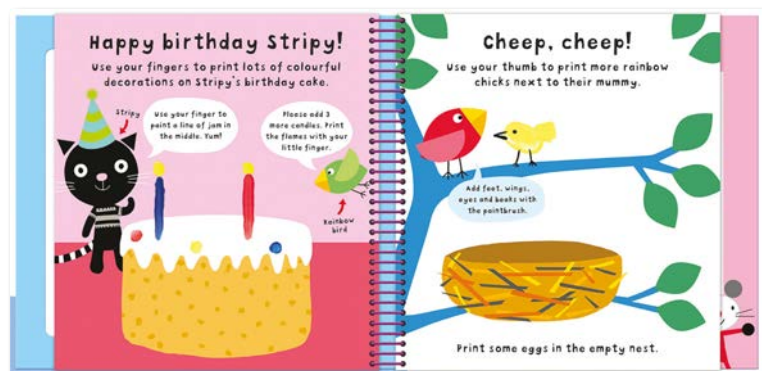 Happy birthday Stripy!
Use your fingers to print lots of colourful
decorations on Stripy's birthday cake.
Stripy
Use your finger to
paint a line of jam in
the middle. Yum!
Please add 3
more candles. Print
the flames with your
little finger.
Rainbow
bird
Cheep, cheep!
Use your thumb to print more rainbow
chicks next to their mummy.
Add feet, wings,
eyes and beaks with
the paintbrush.
Print some eggs in the empty nest.